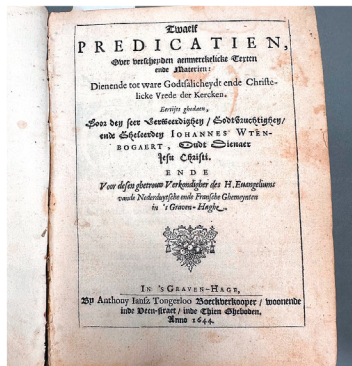 Twaelf
PREDICATIEN,
Over verscheyden aenmerckelicke Texten
ende Materien:
Dienende tot ware Godtsalicheydt ende Christe-
licke Vrede der Kercken.
Eertijts ghedaen,
Door den seer Eerweerdighen / Godtvruchtighen /
ende Gheleerden IOHANNES WTEN-
BOGAERT, Oudt Dienaer
Jesu Christi.
ENDE
Voor desen ghetrouw Verkondigher des H. Euangeliums
vande Nederduytsche ende Fransche Ghemeynten
in 's Graven-Haghe.
IN 'S GRAVEN-HAGE,
By Anthony Jansz Tongerloo Boeckverkooper / woonende
inde Veen-straet / inde Thien Gheboden.
Anno 1644.